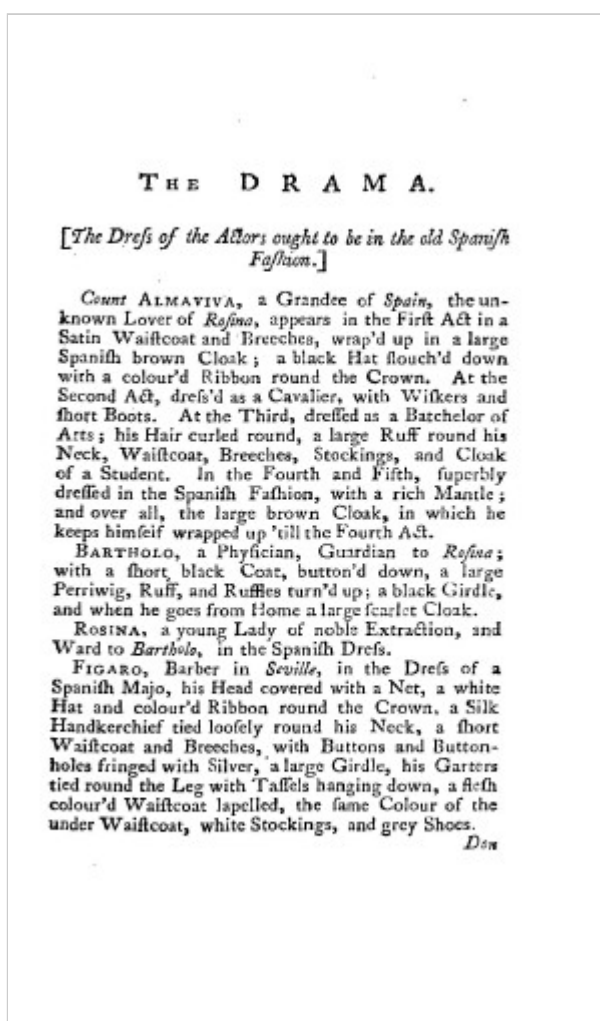 THE DRAMA.
[The Dreſs of the Actors ought to be in the old Spaniſh
Faſhion.]
Count ALMAVIVA, a Grandee of Spain, the un-
known Lover of Roſina, appears in the Firſt Act in a
Satin Waiſtcoat and Breeches, wrap'd up in a large
Spaniſh brown Cloak; a black Hat ſlouch'd down
with a colour'd Ribbon round the Crown. At the
Second Act, dreſs'd as a Cavalier, with Wiſkers and
ſhort Boots. At the Third, dreſſed as a Batchelor of
Arts; his Hair curled round, a large Ruff round his
Neck, Waiſtcoat, Breeches, Stockings, and Cloak
of a Student. In the Fourth and Fifth, ſuperbly
dreſſed in the Spaniſh Faſhion, with a rich Mantle;
and over all, the large brown Cloak, in which he
keeps himſelf wrapped up 'till the Fourth Act.
BARTHOLO, a Phyſician, Guardian to Roſina;
with a ſhort black Coat, button'd down, a large
Perriwig, Ruff, and Ruffles turn'd up; a black Girdle,
and when he goes from Home a large ſcarlet Cloak.
ROSINA, a young Lady of noble Extraction, and
Ward to Bartholo, in the Spaniſh Dreſs.
FIGARO, Barber in Seville, in the Dreſs of a
Spaniſh Majo, his Head covered with a Net, a white
Hat and colour'd Ribbon round the Crown, a Silk
Handkerchief tied looſely round his Neck, a ſhort
Waiſtcoat and Breeches, with Buttons and Button-
holes fringed with Silver, a large Girdle, his Garters
tied round the Leg with Taſſels hanging down, a fleſh
colour'd Waiſtcoat lapelled, the ſame Colour of the
under Waiſtcoat, white Stockings, and grey Shoes.
Don